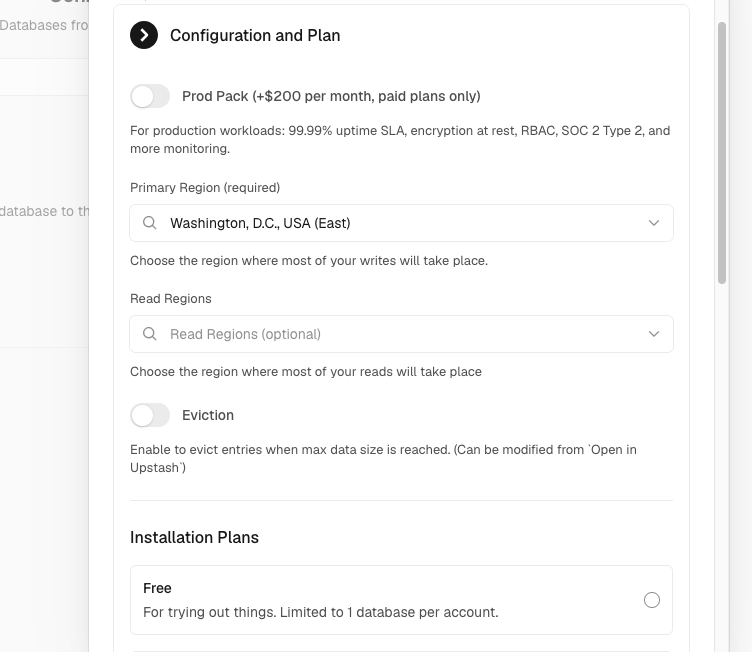 Databases fro
database to th
Configuration and Plan
Prod Pack (+$200 per month, paid plans only)
For production workloads: 99.99% uptime SLA, encryption at rest, RBAC, SOC 2 Type 2, and
more monitoring.
Primary Region (required)
Washington, D.C., USA (East)
Choose the region where most of your writes will take place.
Read Regions
Read Regions (optional)
Choose the region where most of your reads will take place
Eviction
Enable to evict entries when max data size is reached. (Can be modified from `Open in
Upstash`)
Installation Plans
Free
For trying out things. Limited to 1 database per account.